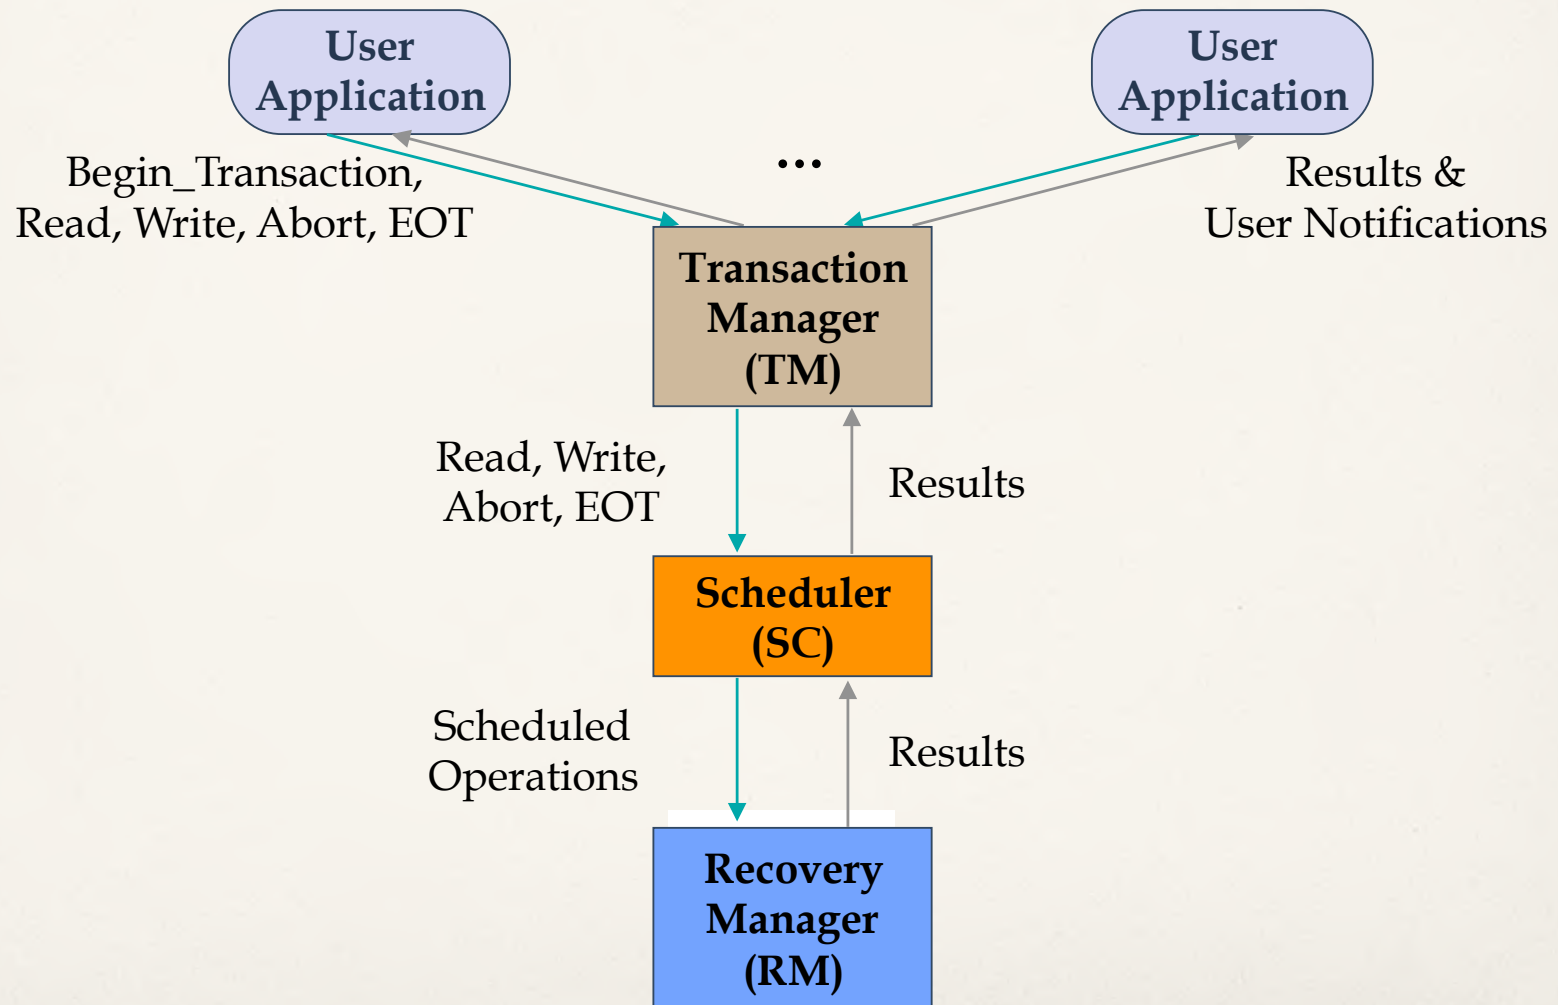 User
Application
User
Application
...
Begin_Transaction,
Read, Write, Abort, EOT
Results &
User Notifications
Transaction
Manager
(TM)
Read, Write,
Abort, EOT
Results
Scheduler
(SC)
Scheduled
Operations
Results
Recovery
Manager
(RM)